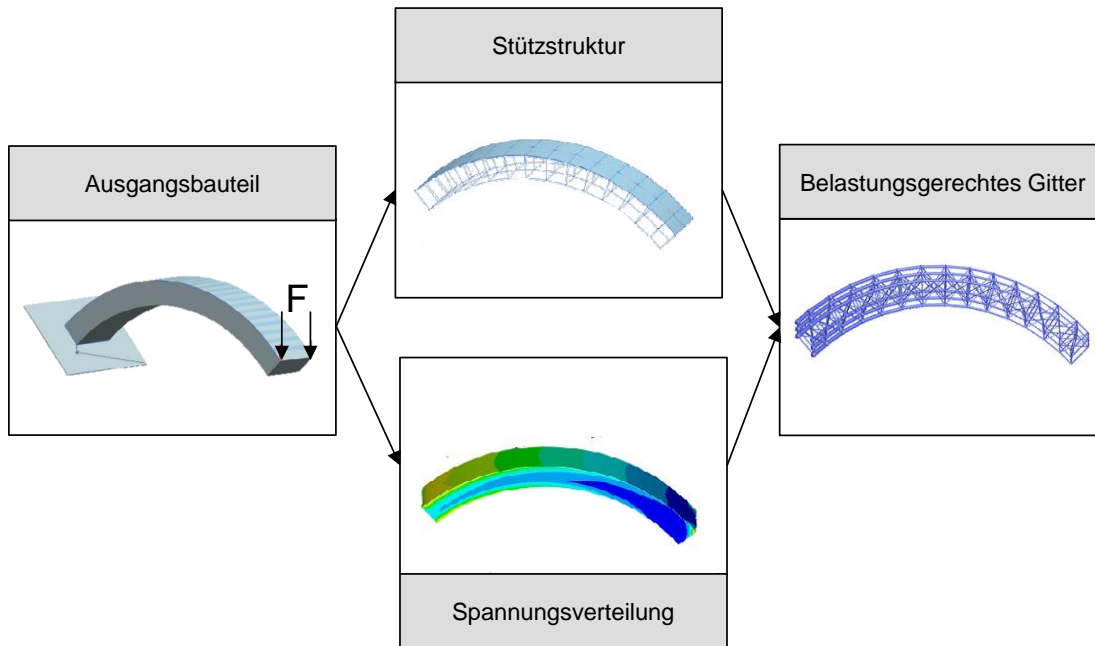 Stützstruktur
Ausgangsbauteil
F
Belastungsgerechtes Gitter
Spannungsverteilung